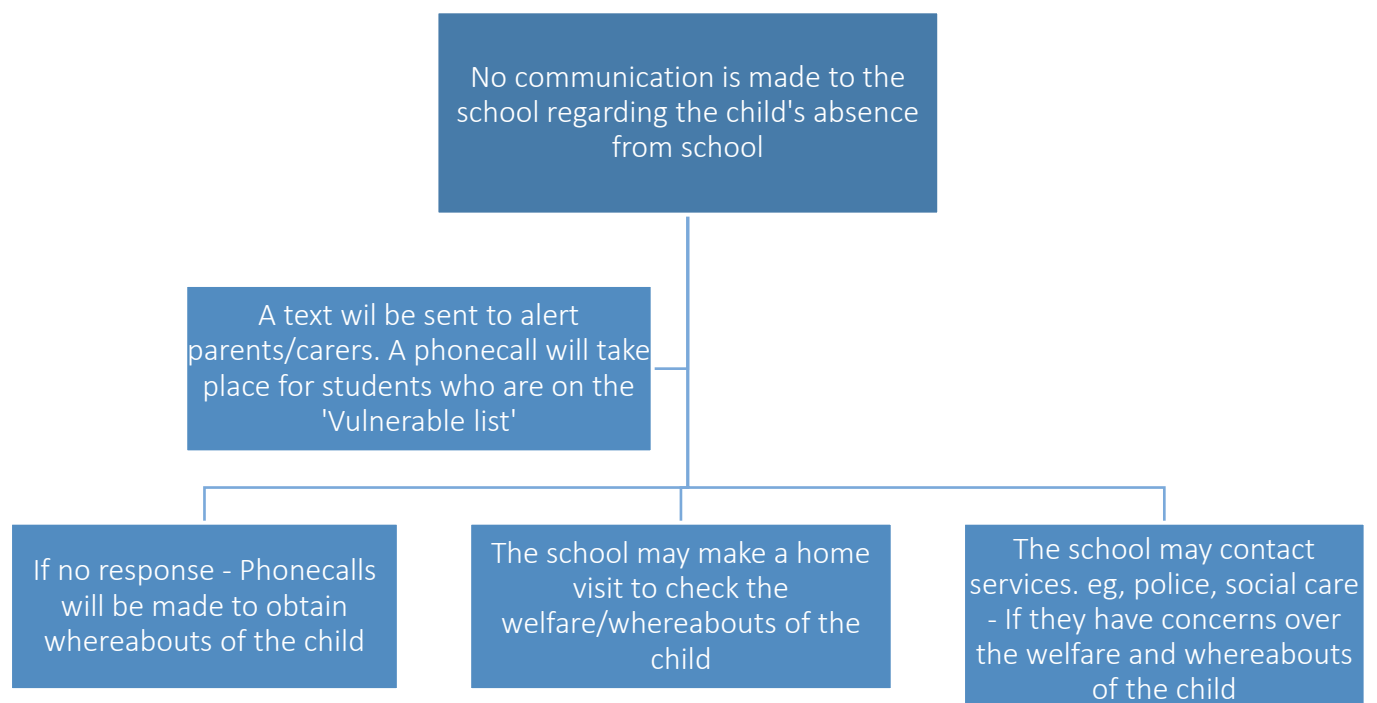 No communication is made to the
school regarding the child's absence
from school
A text wil be sent to alert
parents/carers. A phonecall will take
place for students who are on the
'Vulnerable list'
If no response - Phonecalls
will be made to obtain
whereabouts of the child
The school may make a home
visit to check the
welfare/whereabouts of the
child
The school may contact
services. eg, police, social care
- If they have concerns over
the welfare and whereabouts
of the child